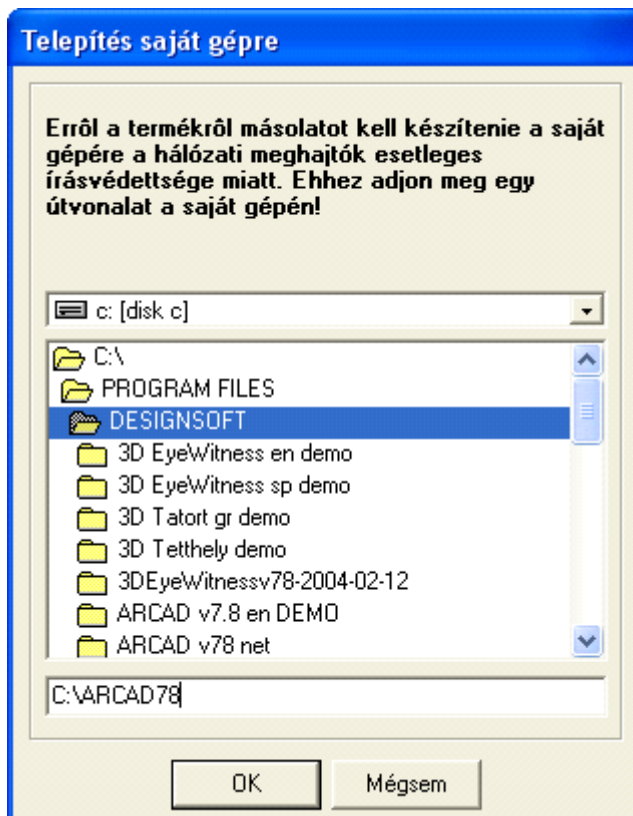 Telepítés saját gépre
Errôl a termékrôl másolatot kell készítenie a saját
gépére a hálózati meghajtók esetleges
írásvédettsége miatt. Ehhez adjon meg egy
útvonalat a saját gépén!
c: [disk c]
C:\
PROGRAM FILES
DESIGNSOFT
3D EyeWitness en demo
3D EyeWitness sp demo
3D Tatort gr demo
3D Tetthely demo
3DEyeWitnessv78-2004-02-12
ARCAD v7.8 en DEMO
ARCAD v78 net
C:\ARCAD78
OK
Mégsem